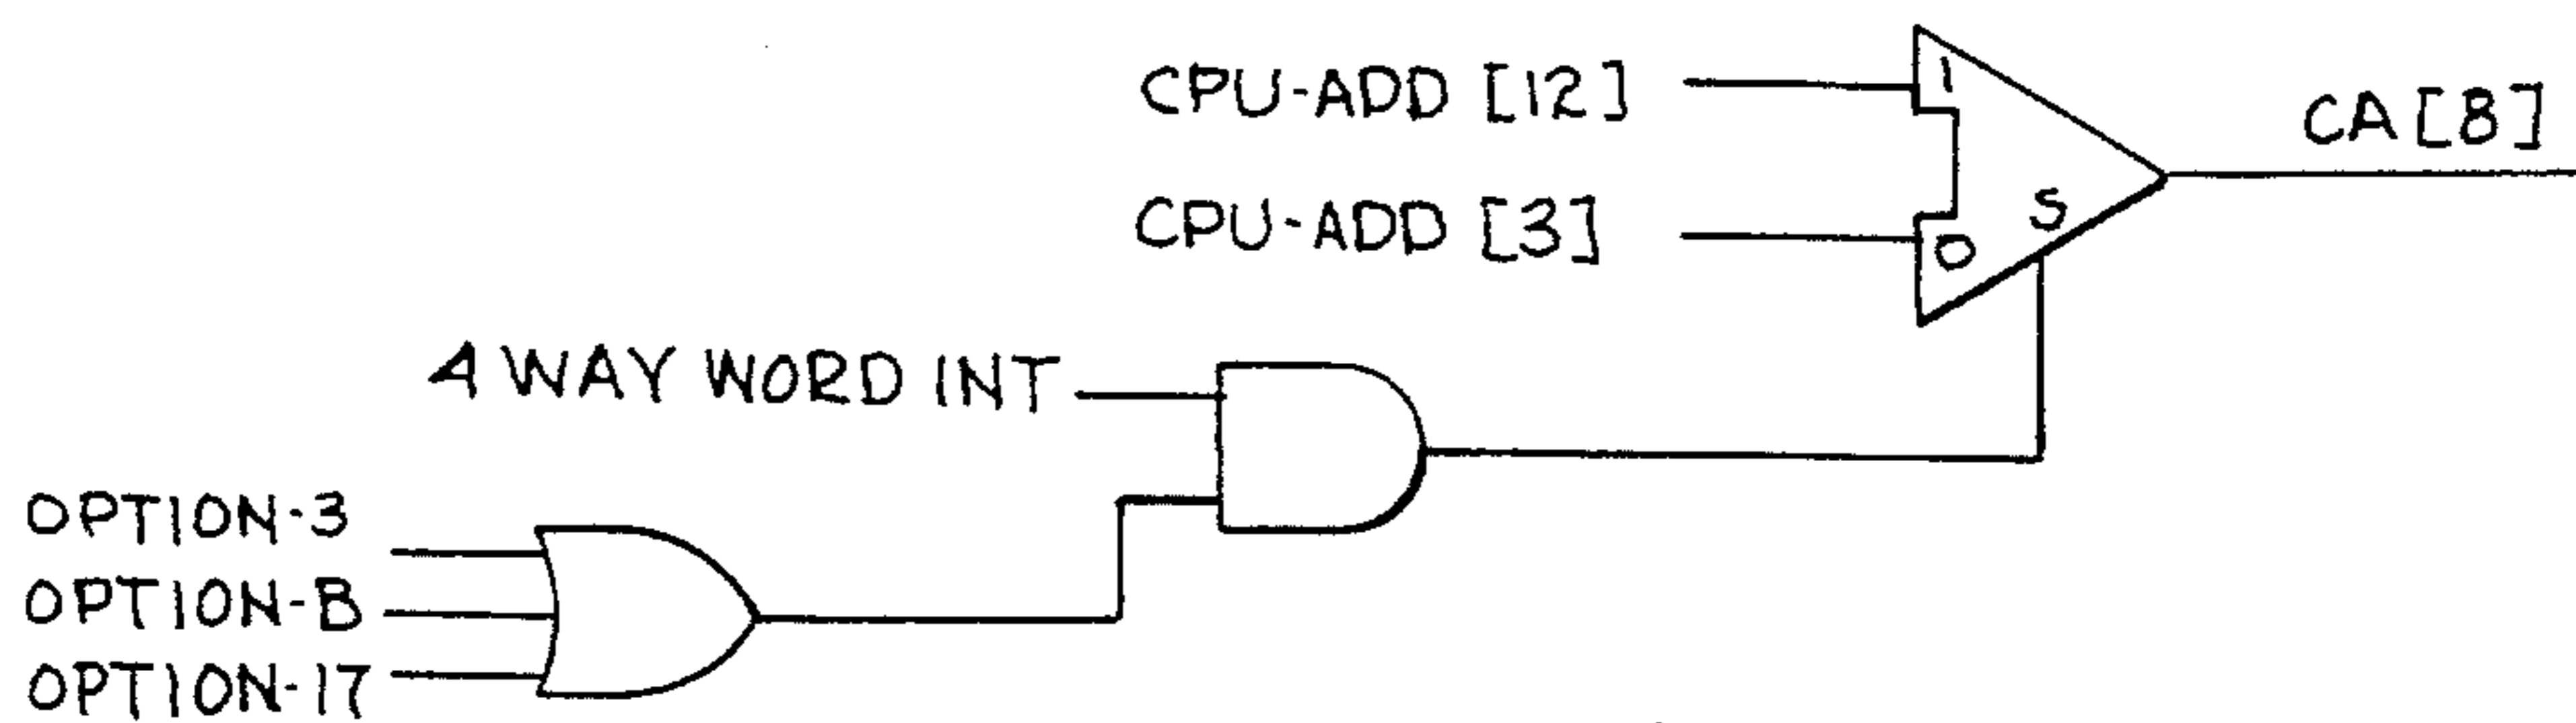 CPU-ADD [12]
1
CA [8]
CPU-ADD [3]
0
S
4 WAY WORD INT
OPTION-3
OPTION-B
OPTION-17